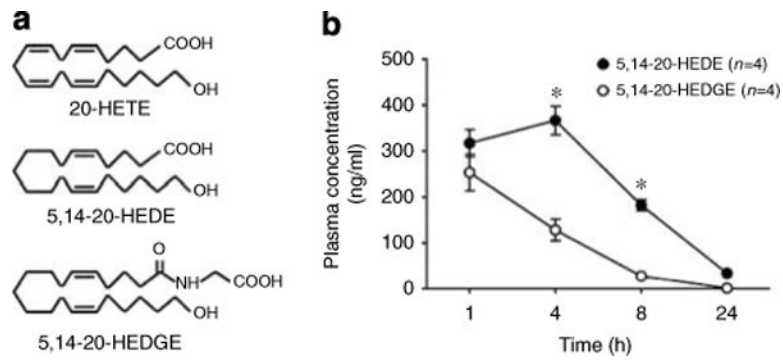 a
COOH
OH
20-HETE
COOH
OH
5,14-20-HEDE
O
NH
COOH
OH
5,14-20-HEDGE
b
500
400
300
200
100
0
Plasma concentration
(ng/ml)
5,14-20-HEDE (n=4)
5,14-20-HEDGE (n=4)
*
*
1 4 8 24
Time (h)